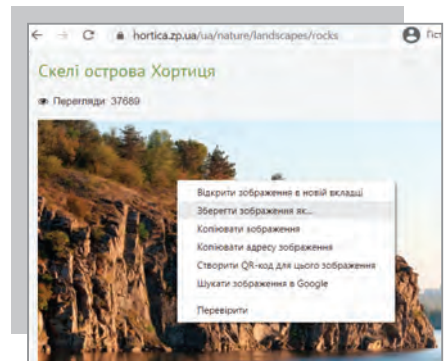 hortica.zp.ua/ua/nature/landscapes/rocks
Скелі острова Хортиця
Перегляди: 37689
Відкрити зображення в новій вкладці
Зберегти зображення як...
Копіювати зображення
Копіювати адресу зображення
Створити QR-код для цього зображення
Шукати зображення в Google
Перевірити